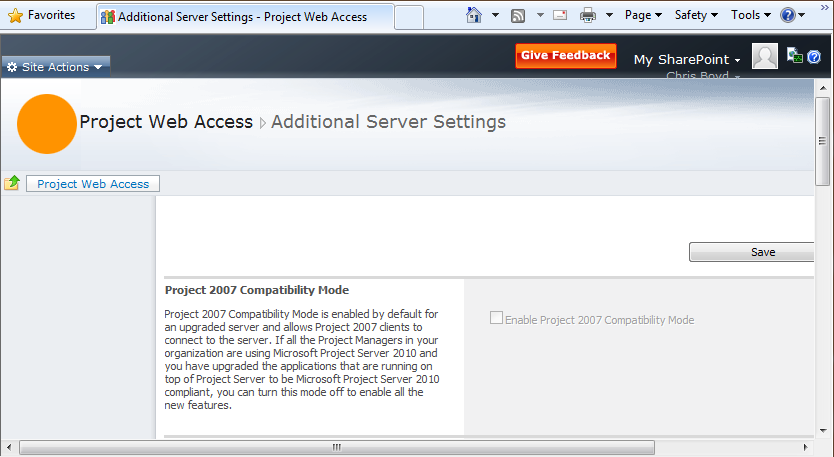 Favorites
Additional Server Settings - Project Web Access
Page
Safety
Tools
Site Actions
Give Feedback
My SharePoint
Chris Boyd
Project Web Access
Additional Server Settings
Project Web Access
Save
Project 2007 Compatibility Mode
Project 2007 Compatibility Mode is enabled by default for
an upgraded server and allows Project 2007 clients to
connect to the server. If all the Project Managers in your
organization are using Microsoft Project Server 2010 and
you have upgraded the applications that are running on
top of Project Server to be Microsoft Project Server 2010
compliant, you can turn this mode off to enable all the
new features.
Enable Project 2007 Compatibility Mode